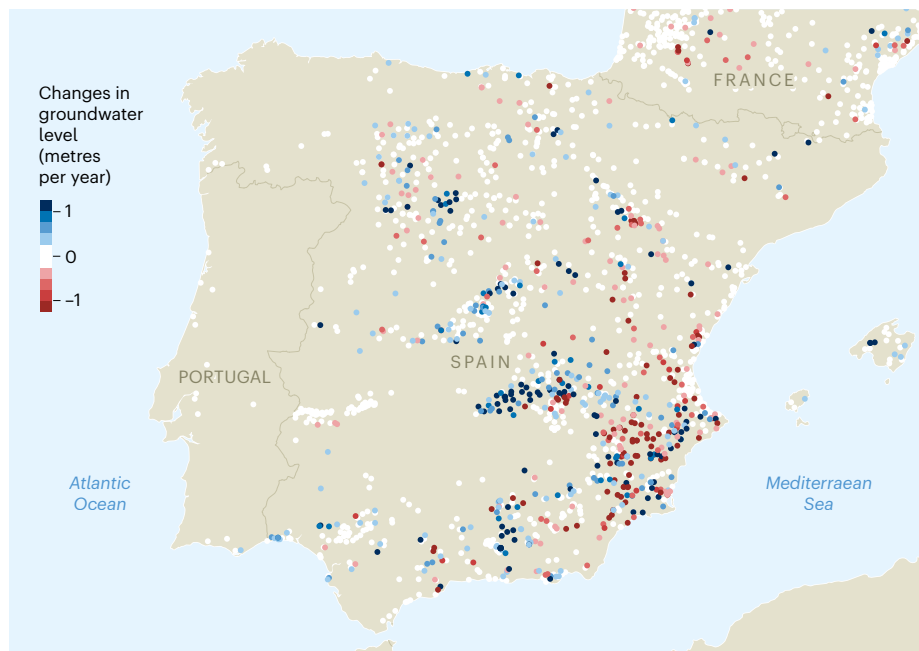 FRANCE
Changes in
groundwater
level
(metres
per year)
1
0
–1
SPAIN
PORTUGAL
Atlantic
Ocean
Mediterraean
Sea